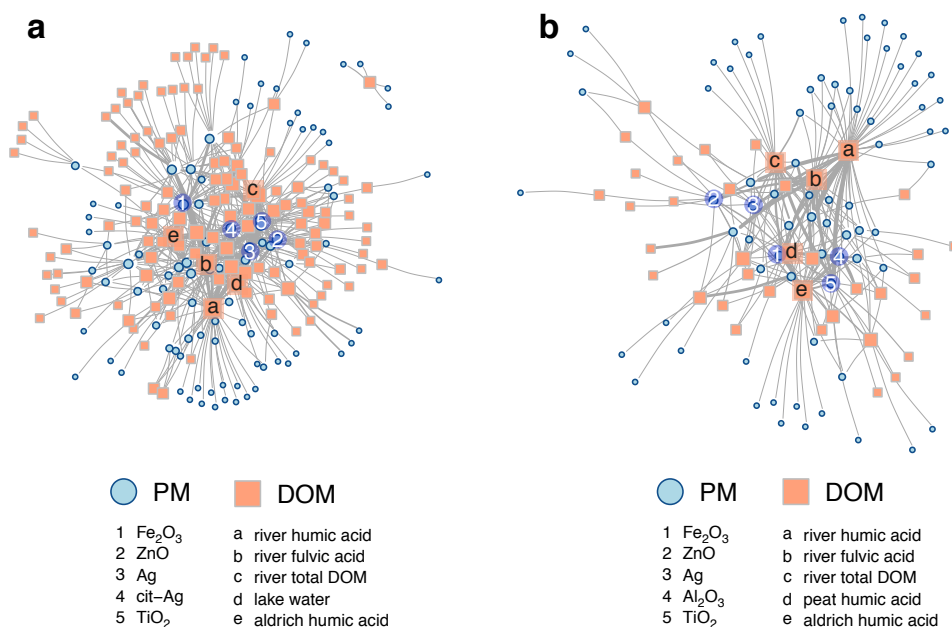 a
b
1
5
4
2
3
c
e
b
d
a
a
c
b
2
3
1
d
4
5
e
PM DOM
1 Fe₂O₃ a river humic acid
2 ZnO b river fulvic acid
3 Ag c river total DOM
4 cit−Ag d lake water
5 TiO₂ e aldrich humic acid
PM DOM
1 Fe₂O₃ a river humic acid
2 ZnO b river fulvic acid
3 Ag c river total DOM
4 Al₂O₃ d peat humic acid
5 TiO₂ e aldrich humic acid